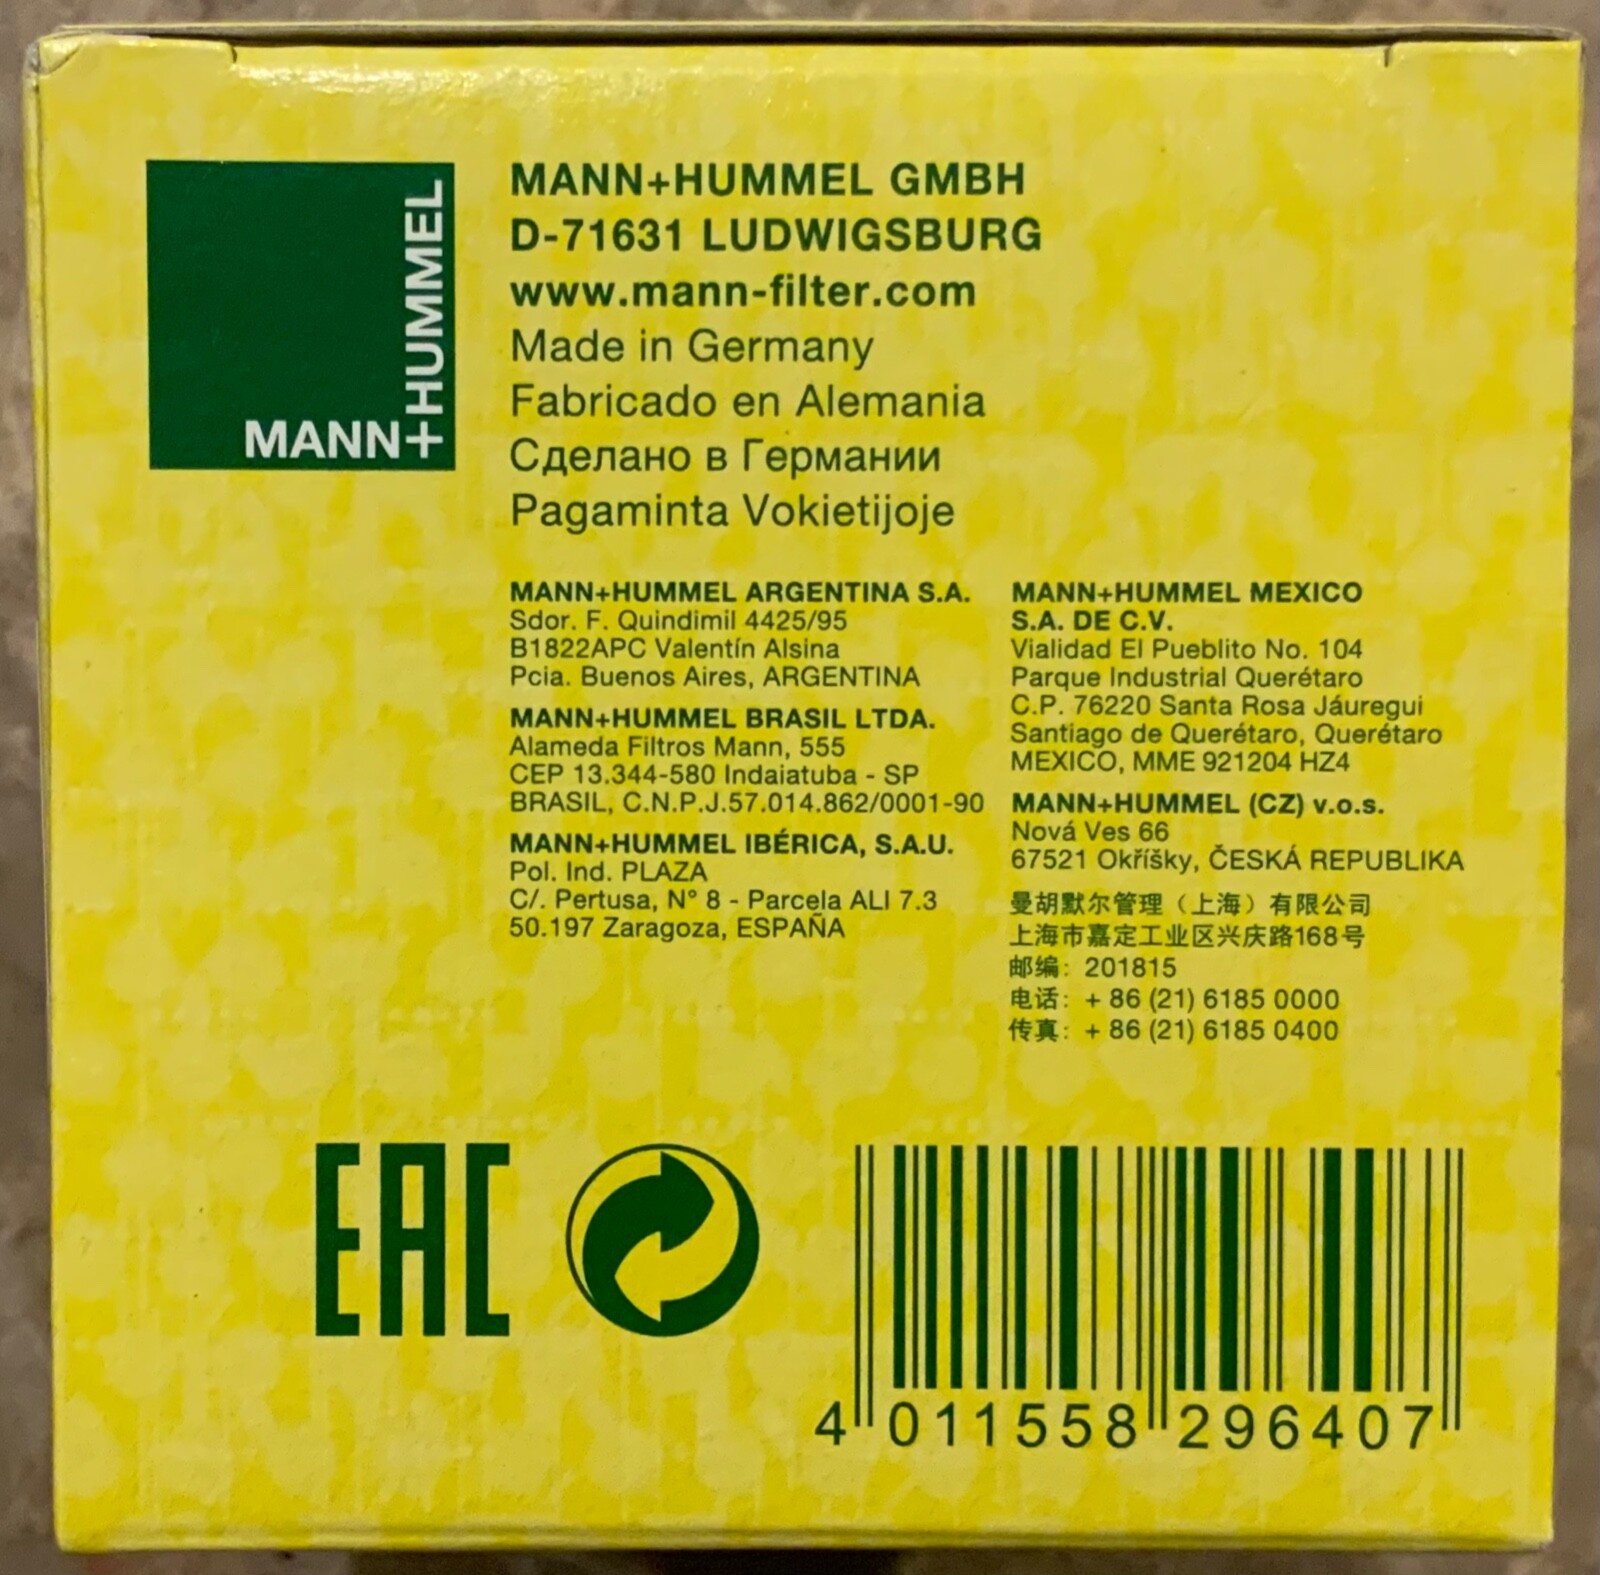 MANN+HUMMEL
MANN+HUMMEL GMBH
D-71631 LUDWIGSBURG
www.mann-filter.com
Made in Germany
Fabricado en Alemania
Сделано в Германии
Pagaminta Vokietijoje
MANN+HUMMEL ARGENTINA S.A.
Sdor. F. Quindimil 4425/95
B1822APC Valentín Alsina
Pcia. Buenos Aires, ARGENTINA
MANN+HUMMEL BRASIL LTDA.
Alameda Filtros Mann, 555
CEP 13.344-580 Indaiatuba - SP
BRASIL, C.N.P.J.57.014.862/0001-90
MANN+HUMMEL IBÉRICA, S.A.U.
Pol. Ind. PLAZA
C/. Pertusa, N° 8 - Parcela ALI 7.3
50.197 Zaragoza, ESPAÑA
MANN+HUMMEL MEXICO
S.A. DE C.V.
Vialidad El Pueblito No. 104
Parque Industrial Querétaro
C.P. 76220 Santa Rosa Jáuregui
Santiago de Querétaro, Querétaro
MEXICO, MME 921204 HZ4
MANN+HUMMEL (CZ) v.o.s.
Nová Ves 66
67521 Okříšky, ČESKÁ REPUBLIKA
曼胡默尔管理（上海）有限公司
上海市嘉定工业区兴庆路168号
邮编: 201815
电话: + 86 (21) 6185 0000
传真: + 86 (21) 6185 0400
EAC
4 011558 296407